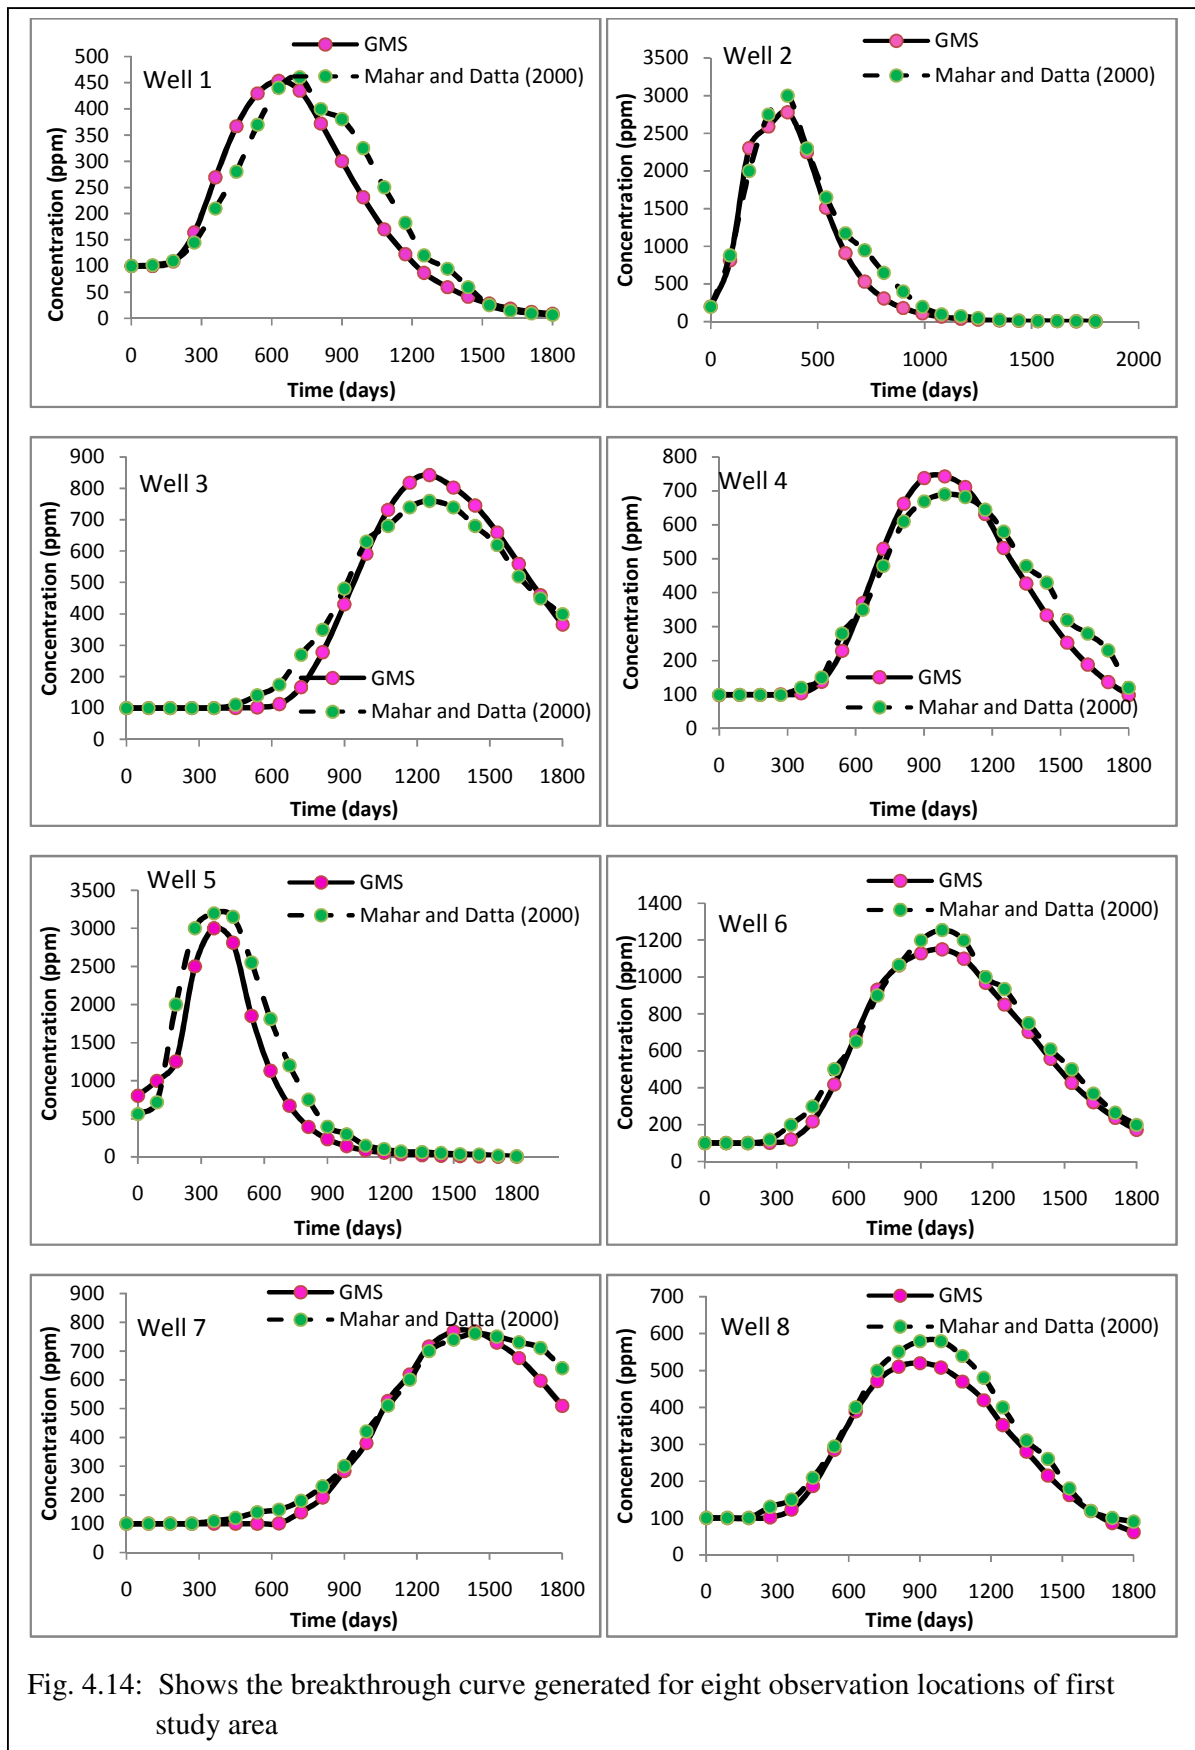 GMS
Mahar and Datta (2000)
Well 1
Concentration (ppm)
500
450
400
350
300
250
200
150
100
50
0
0 300 600 900 1200 1500 1800
Time (days)
GMS
Mahar and Datta (2000)
Well 2
Concentration (ppm)
3500
3000
2500
2000
1500
1000
500
0
0 500 1000 1500 2000
Time (days)
Well 3
Concentration (ppm)
900
800
700
600
500
400
300
200
100
0
GMS
Mahar and Datta (2000)
0 300 600 900 1200 1500 1800
Time (days)
Well 4
Concentration (ppm)
800
700
600
500
400
300
200
100
0
GMS
Mahar and Datta (2000)
0 300 600 900 1200 1500 1800
Time (days)
Well 5
GMS
Mahar and Datta (2000)
Concentration (ppm)
3500
3000
2500
2000
1500
1000
500
0
0 300 600 900 1200 1500 1800
Time (days)
GMS
Mahar and Datta (2000)
Well 6
Concentration (ppm)
1400
1200
1000
800
600
400
200
0
0 300 600 900 1200 1500 1800
Time (days)
GMS
Mahar and Datta (2000)
Well 7
Concentration (ppm)
900
800
700
600
500
400
300
200
100
0
0 300 600 900 1200 1500 1800
Time (days)
GMS
Mahar and Datta (2000)
Well 8
Concentration (ppm)
700
600
500
400
300
200
100
0
0 300 600 900 1200 1500 1800
Time (days)
Fig. 4.14: Shows the breakthrough curve generated for eight observation locations of first
study area